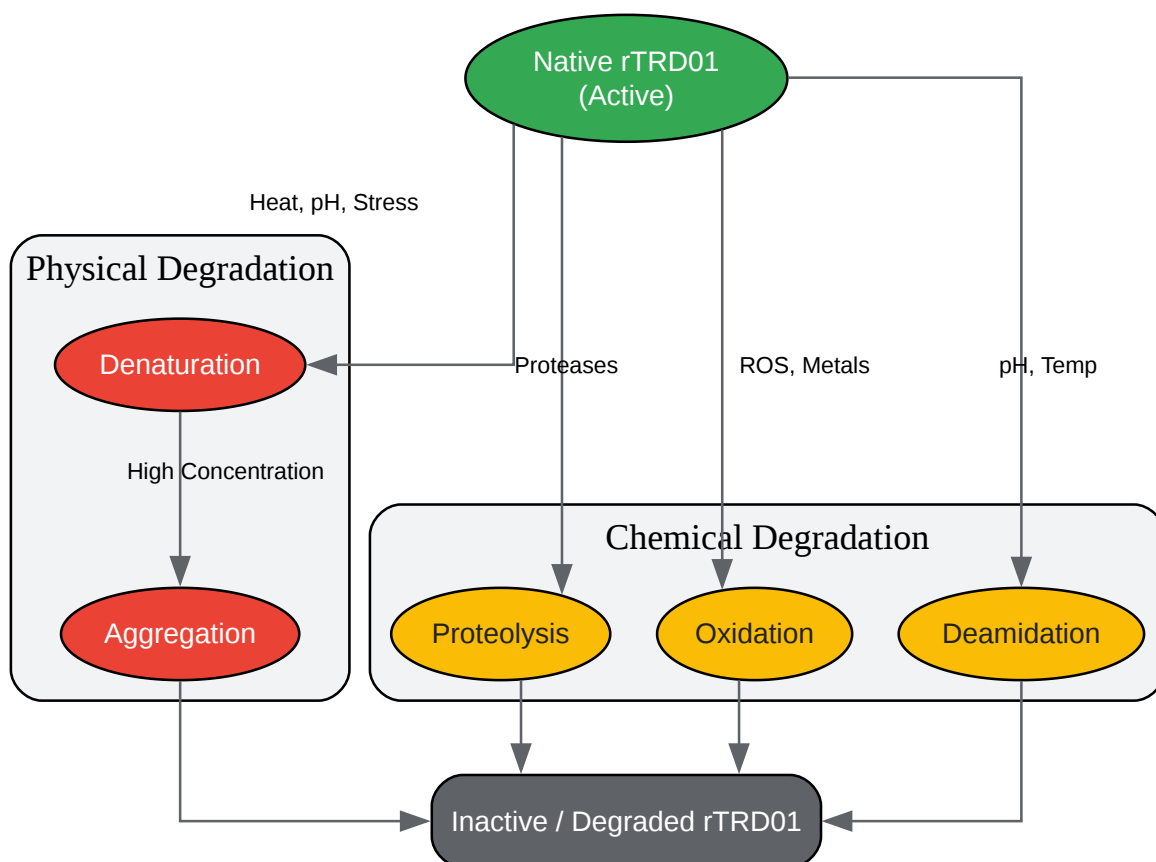 Native rTRD01
(Active)
Heat, pH, Stress
Physical Degradation
Denaturation
Proteases
ROS, Metals
pH, Temp
High Concentration
Chemical Degradation
Aggregation
Proteolysis
Oxidation
Deamidation
Inactive / Degraded rTRD01